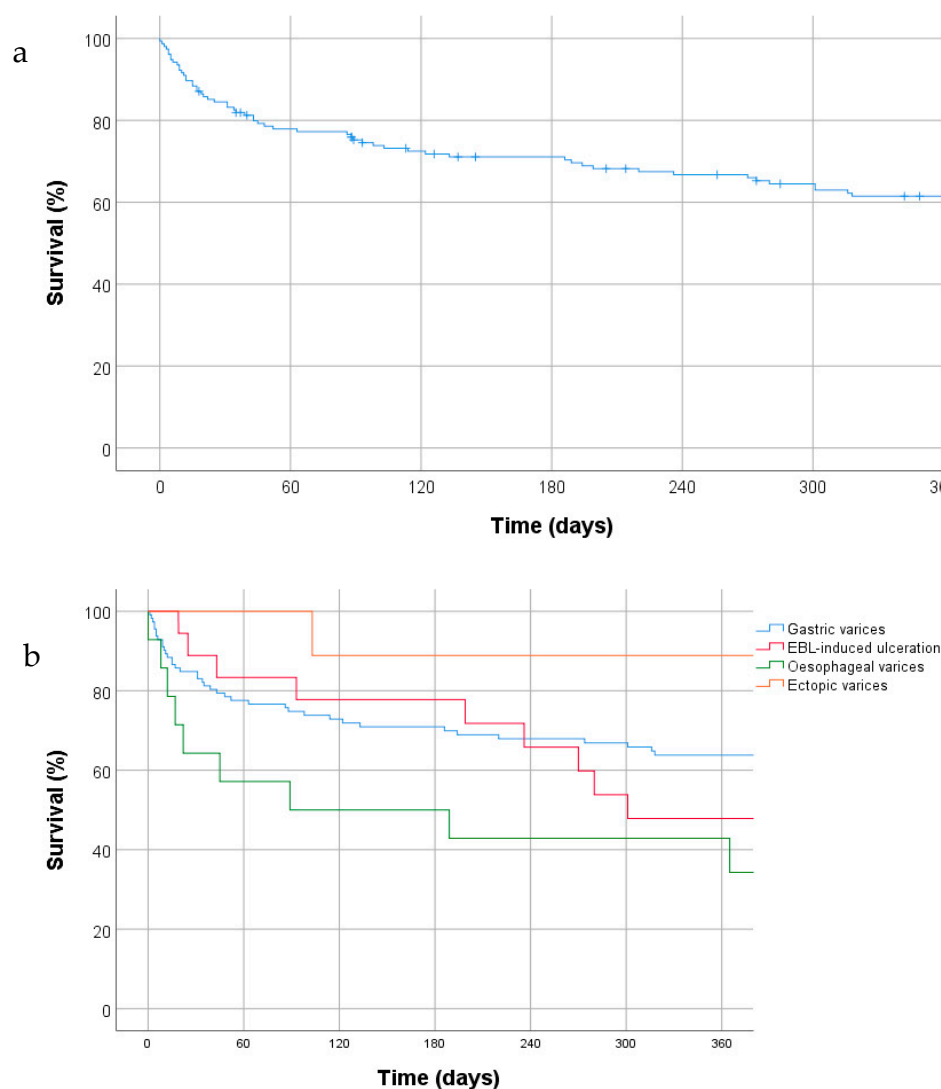 a
100
80
60
40
20
0
Survival (%)
0 60 120 180 240 300 36
Time (days)
b
100
80
60
40
20
0
Survival (%)
0 60 120 180 240 300 360
Time (days)
Gastric varices
EBL-induced ulceration
Oesophageal varices
Ectopic varices